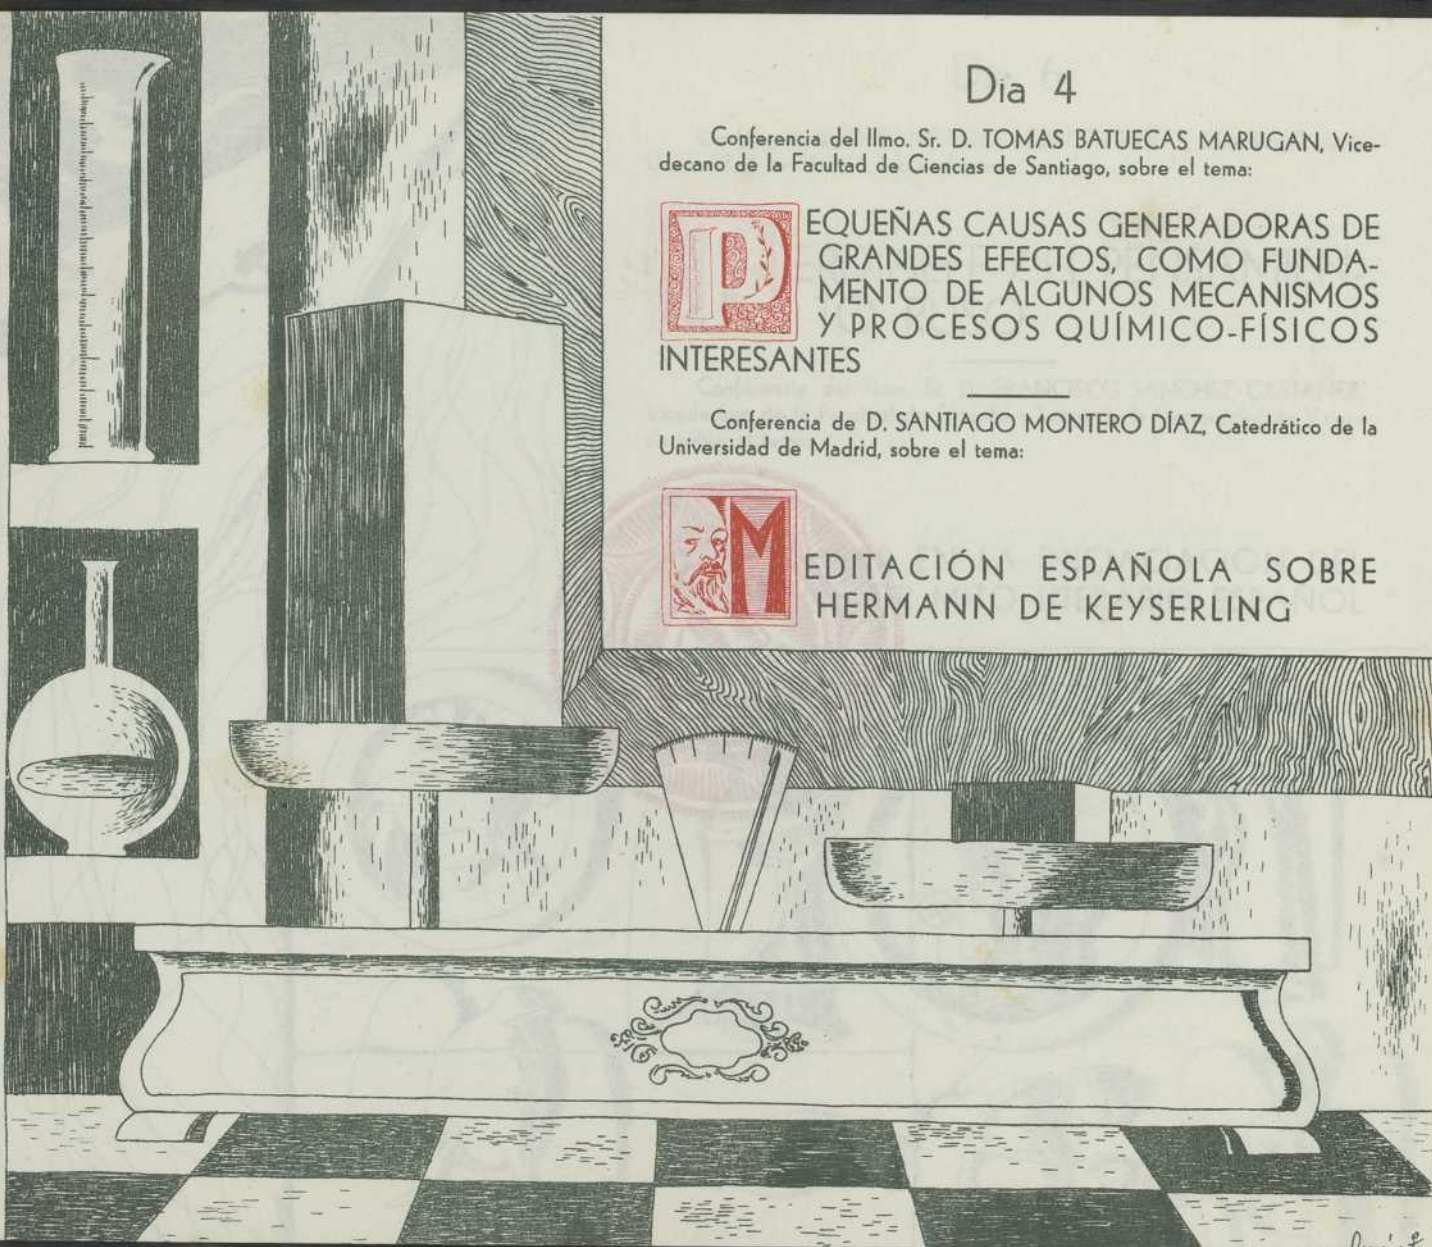 Dia 4
Conferencia del Ilmo. Sr. D. TOMAS BATUECAS MARUGAN, Vice-
decano de la Facultad de Ciencias de Santiago, sobre el tema:
PEQUEÑAS CAUSAS GENERADORAS DE
GRANDES EFECTOS, COMO FUNDA-
MENTO DE ALGUNOS MECANISMOS
Y PROCESOS QUÍMICO-FÍSICOS
INTERESANTES
Conferencia de D. SANTIAGO MONTERO DÍAZ, Catedrático de la
Universidad de Madrid, sobre el tema:
MEDITACIÓN ESPAÑOLA SOBRE
HERMANN DE KEYSERLING